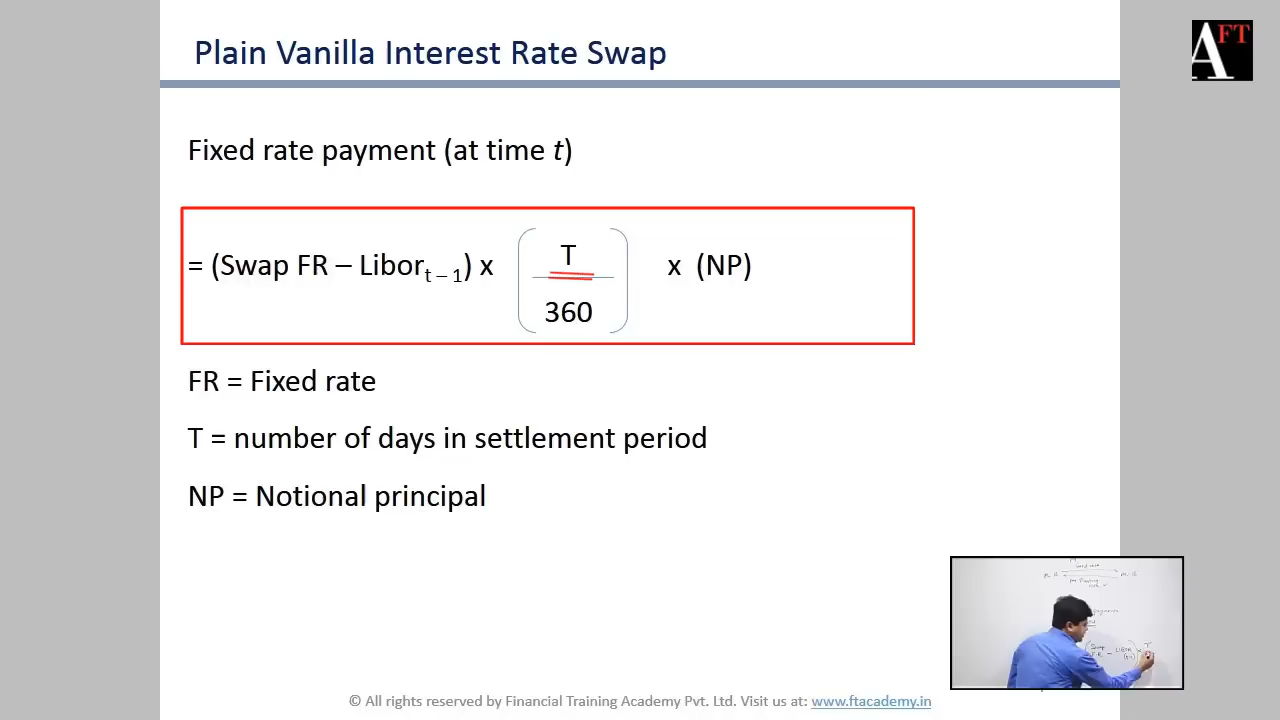 Plain Vanilla Interest Rate Swap
AFT
Fixed rate payment (at time t)
= (Swap FR – Libor t – 1) x (T / 360) x (NP)
FR = Fixed rate
T = number of days in settlement period
NP = Notional principal
© All rights reserved by Financial Training Academy Pvt. Ltd. Visit us at: www.ftacademy.in